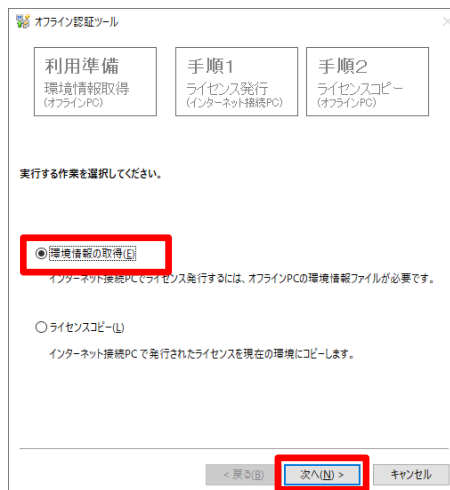 オフライン認証ツール
利用準備
環境情報取得
(オフラインPC)
手順1
ライセンス発行
(インターネット接続PC)
手順2
ライセンスコピー
(オフラインPC)
実行する作業を選択してください。
環境情報の取得(E)
インターネット接続PCでライセンス発行するには、オフラインPCの環境情報ファイルが必要です。
ライセンスコピー(L)
インターネット接続PC で発行されたライセンスを現在の環境にコピーします。
< 戻る(B)
次へ(N) >
キャンセル